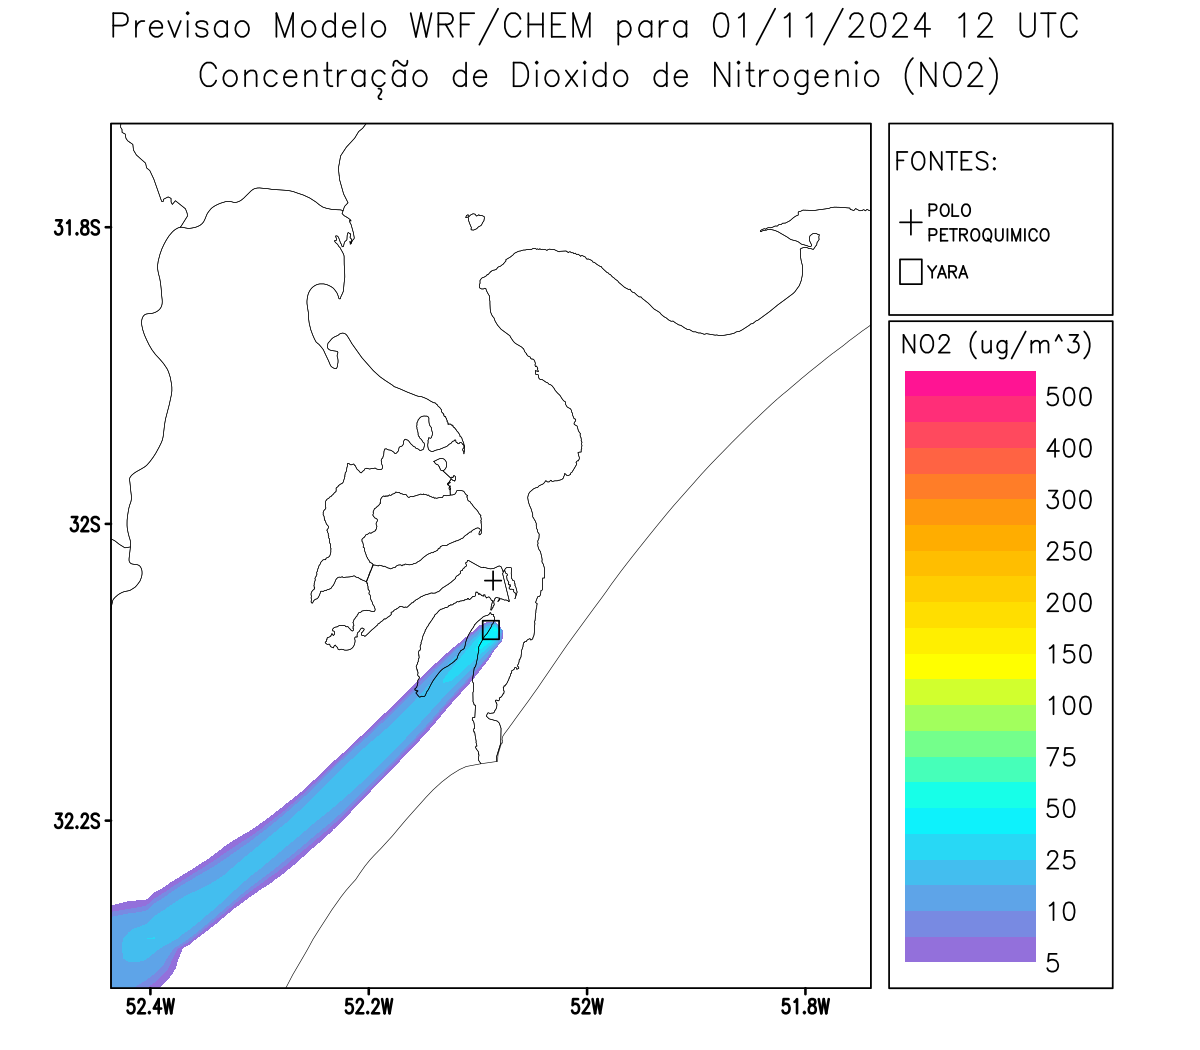 Previsao Modelo WRF/CHEM para 01/11/2024 12 UTC
Concentração de Dioxido de Nitrogenio (NO2)
FONTES:
POLO
PETROQUIMICO
YARA
NO2 (ug/m^3)
500
400
300
250
200
150
100
75
50
25
10
5
31.8S
32S
32.2S
52.4W
52.2W
52W
51.8W